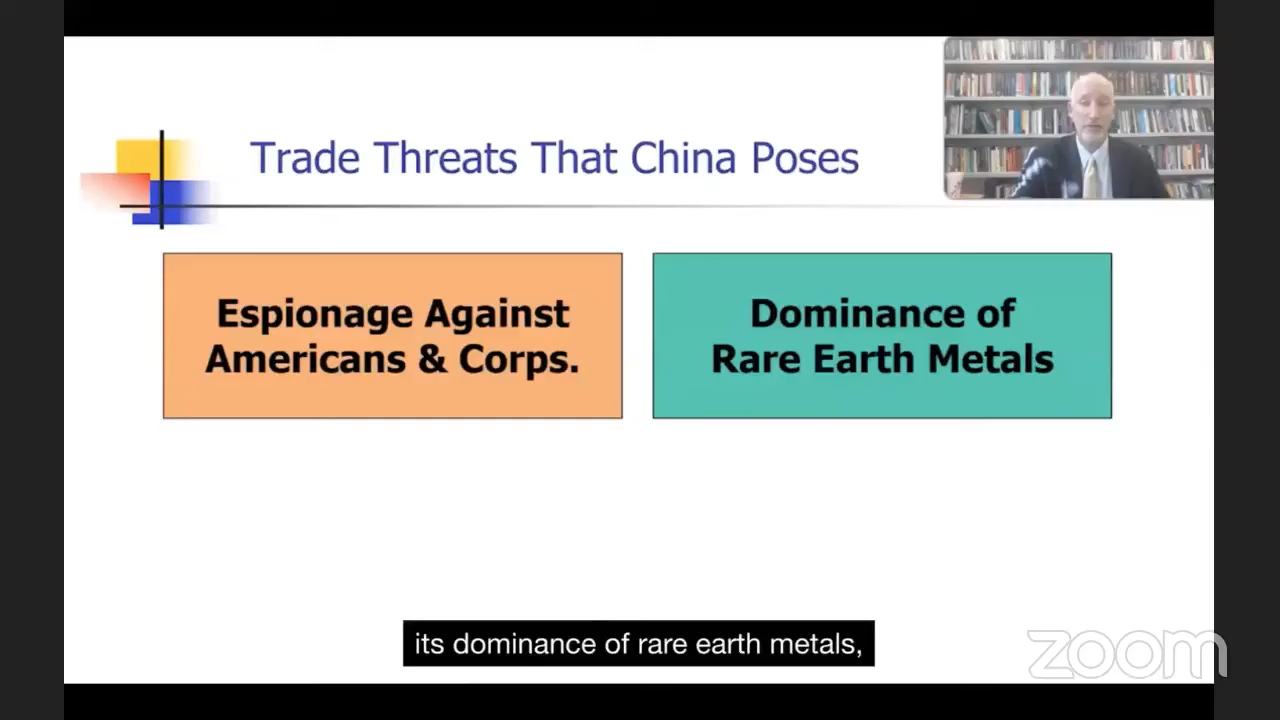 Trade Threats That China Poses
Espionage Against
Americans & Corps.
Dominance of
Rare Earth Metals
its dominance of rare earth metals,
zoom